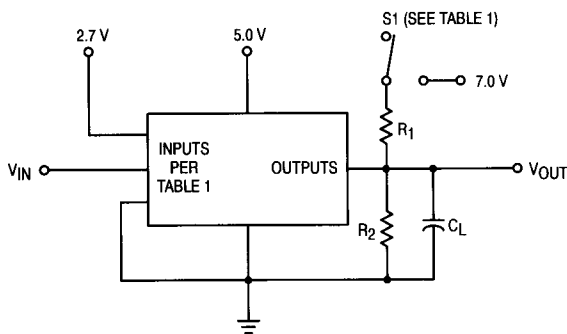 S1 (SEE TABLE 1)
2.7 V
5.0 V
7.0 V
R1
VIN
INPUTS
PER
TABLE 1
OUTPUTS
VOUT
R2
CL